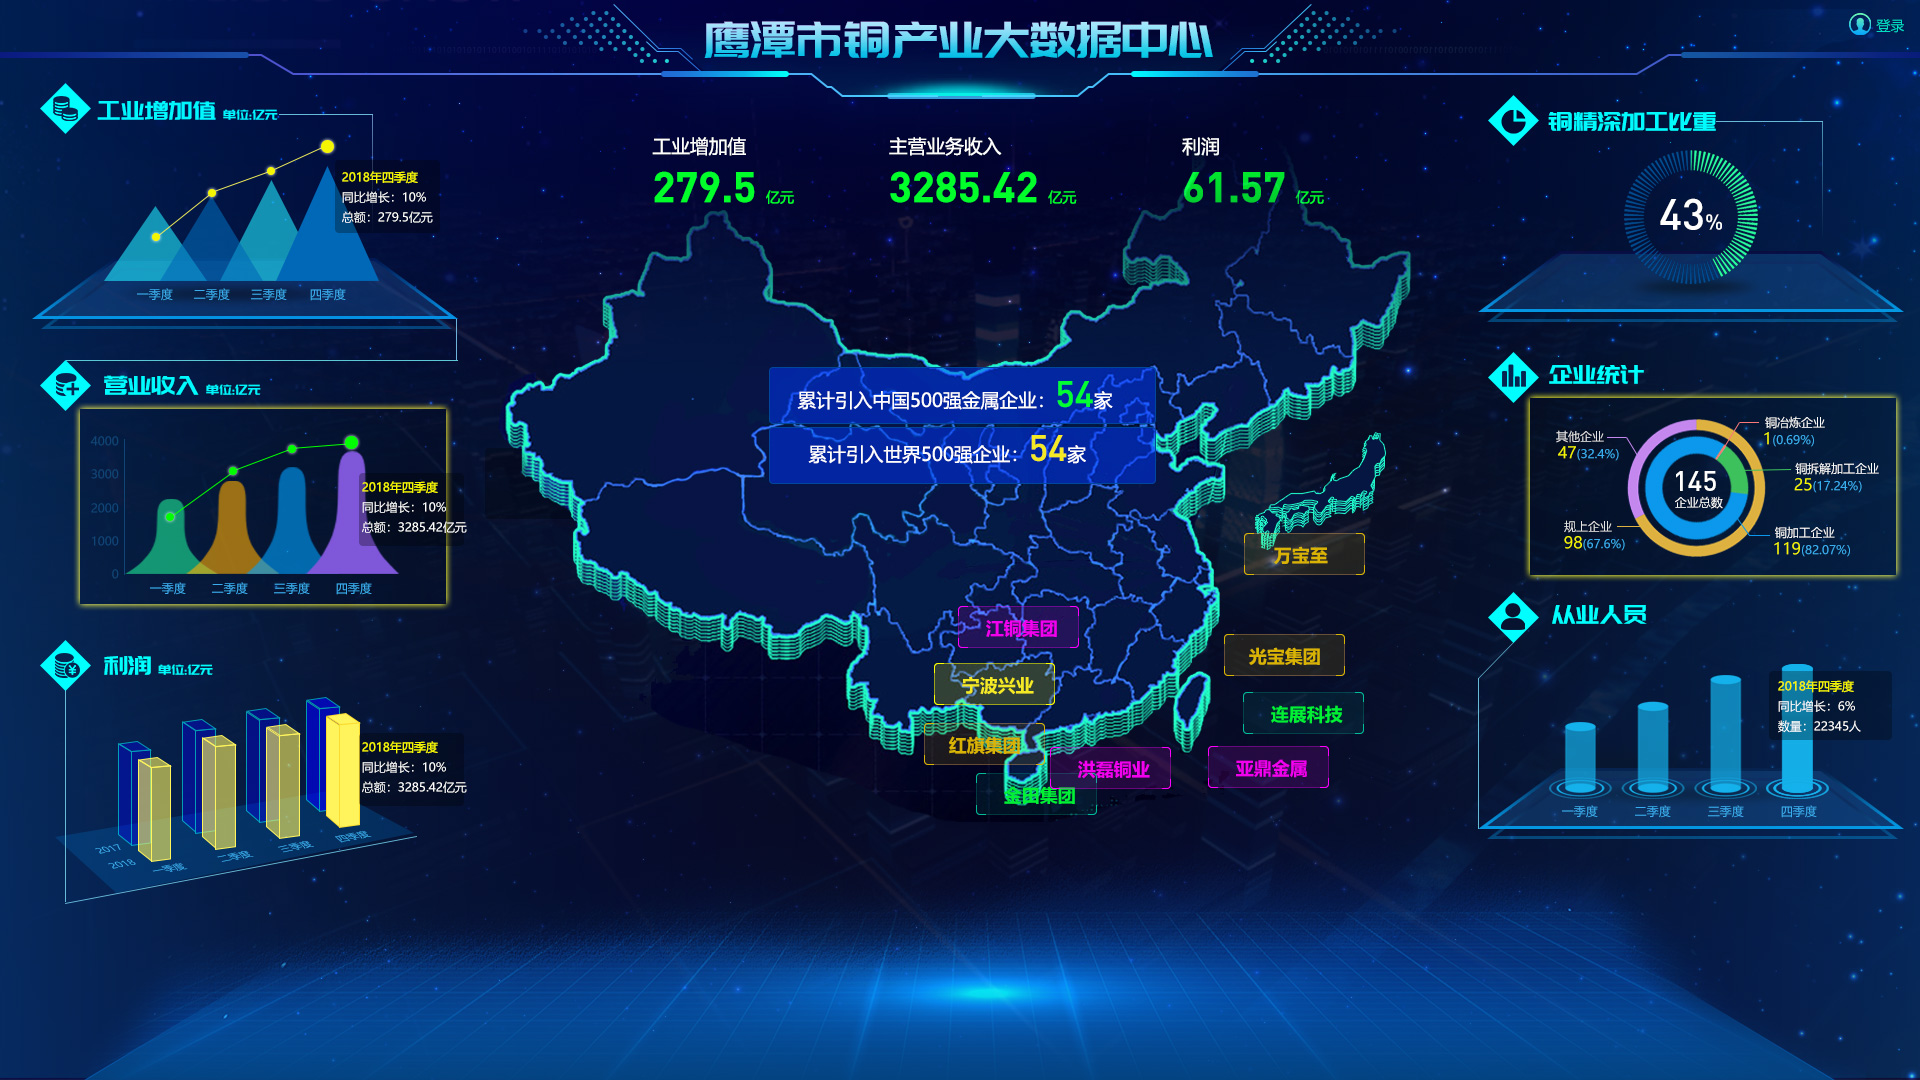 鹰潭市铜产业大数据中心
登录
工业增加值 单位:亿元
2018年四季度
同比增长：10%
总额：279.5亿元
一季度 二季度 三季度 四季度
营业收入 单位:亿元
4000
3000
2000
1000
0
2018年四季度
同比增长：10%
总额：3285.42亿元
一季度 二季度 三季度 四季度
利润 单位:亿元
2018年四季度
同比增长：10%
总额：3285.42亿元
2017
2018
一季度 二季度 三季度 四季度
工业增加值
279.5 亿元
主营业务收入
3285.42 亿元
利润
61.57 亿元
累计引入中国500强金属企业：54家
累计引入世界500强企业：54家
万宝至
江铜集团
光宝集团
宁波兴业
连展科技
红旗集团
洪磊铜业
亚鼎金属
金田集团
铜精深加工比重
43%
企业统计
其他企业
47(32.4%)
规上企业
98(67.6%)
145
企业总数
铜冶炼企业
1(0.69%)
铜拆解加工企业
25(17.24%)
铜加工企业
119(82.07%)
从业人员
2018年四季度
同比增长：6%
数量：22345人
一季度 二季度 三季度 四季度